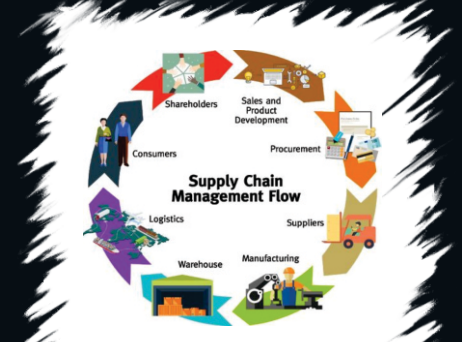 Supply Chain
Management Flow
Shareholders
Sales and
Product
Development
Procurement
Suppliers
Manufacturing
Warehouse
Logistics
Consumers